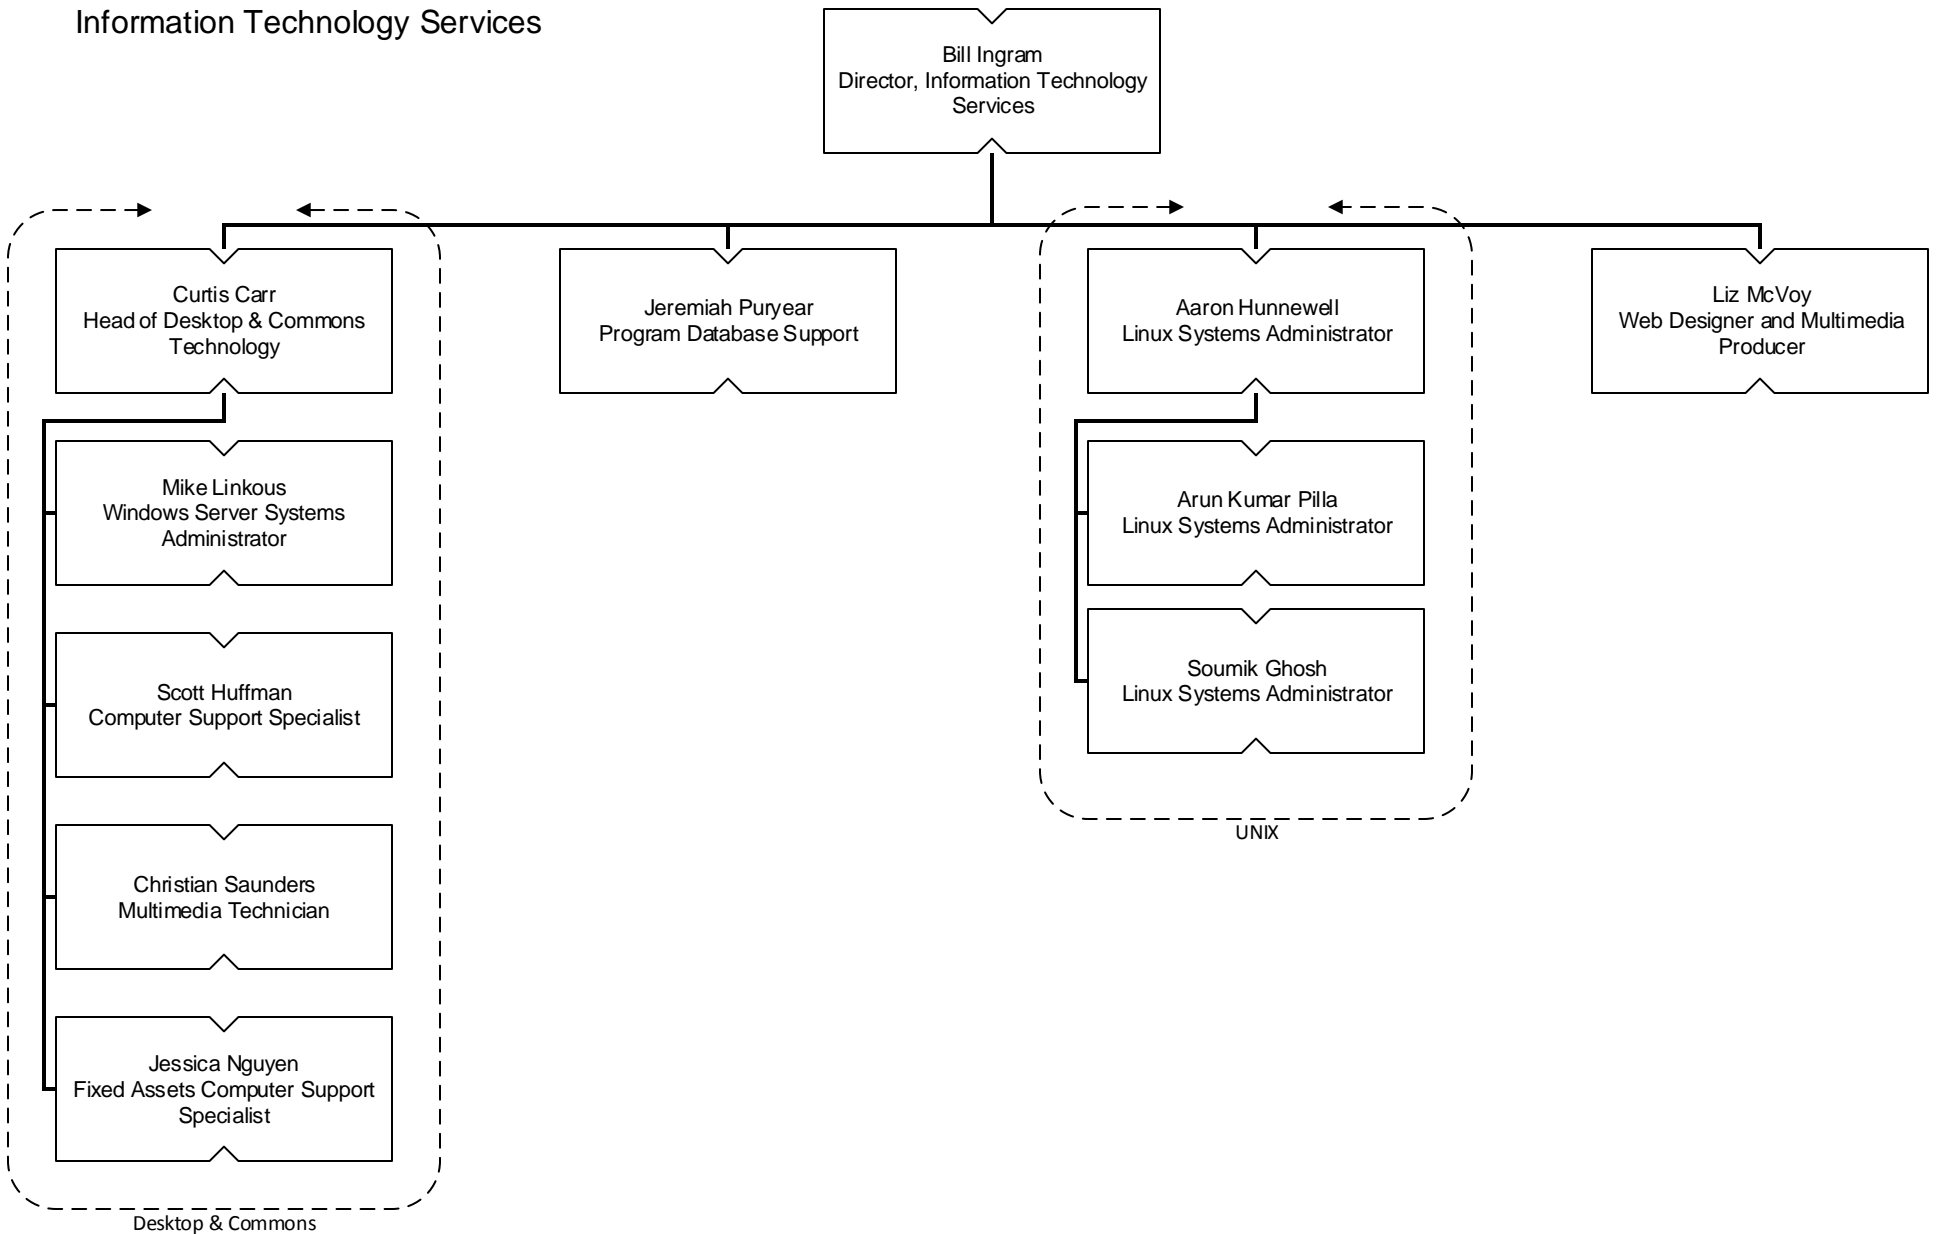 Information Technology Services
Bill Ingram
Director, Information Technology
Services
Curtis Carr
Head of Desktop & Commons
Technology
Jeremiah Puryear
Program Database Support
Aaron Hunnewell
Linux Systems Administrator
Liz McVoy
Web Designer and Multimedia
Producer
Mike Linkous
Windows Server Systems
Administrator
Arun Kumar Pilla
Linux Systems Administrator
Scott Huffman
Computer Support Specialist
Soumik Ghosh
Linux Systems Administrator
UNIX
Christian Saunders
Multimedia Technician
Jessica Nguyen
Fixed Assets Computer Support
Specialist
Desktop & Commons